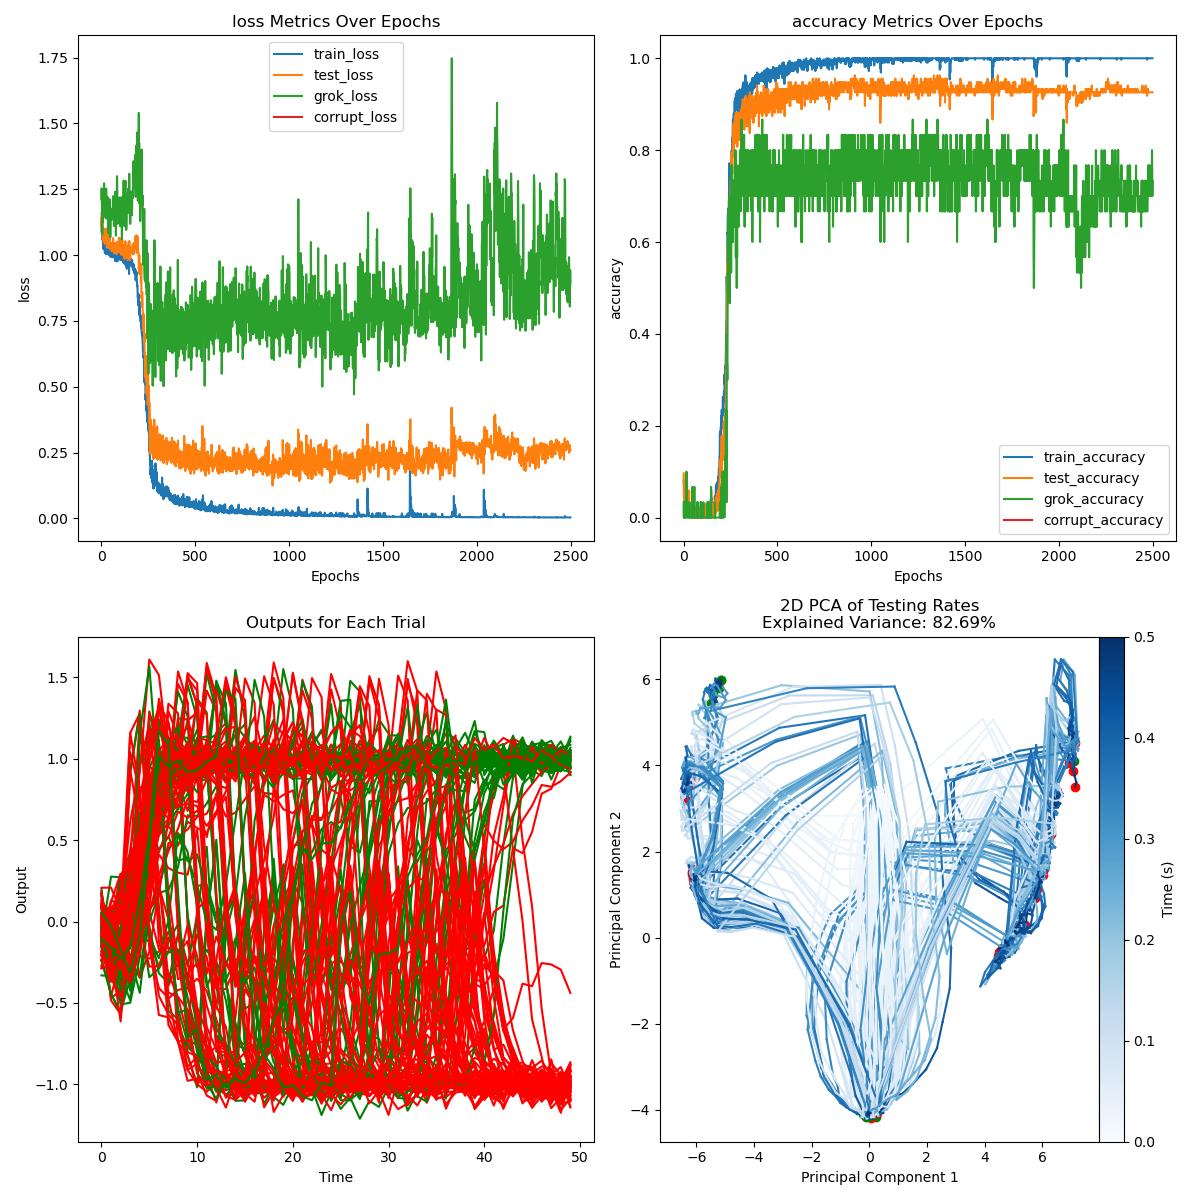 loss Metrics Over Epochs
train_loss
test_loss
grok_loss
corrupt_loss
1.75
1.50
1.25
1.00
0.75
0.50
0.25
0.00
loss
0
500
1000
1500
2000
2500
Epochs
accuracy Metrics Over Epochs
1.0
0.8
0.6
0.4
0.2
0.0
accuracy
train_accuracy
test_accuracy
grok_accuracy
corrupt_accuracy
0
500
1000
1500
2000
2500
Epochs
Outputs for Each Trial
1.5
1.0
0.5
0.0
−0.5
−1.0
Output
0
10
20
30
40
50
Time
2D PCA of Testing Rates
Explained Variance: 82.69%
6
4
2
0
−2
−4
Principal Component 2
−6
−4
−2
0
2
4
6
Principal Component 1
0.5
0.4
0.3
0.2
0.1
0.0
Time (s)